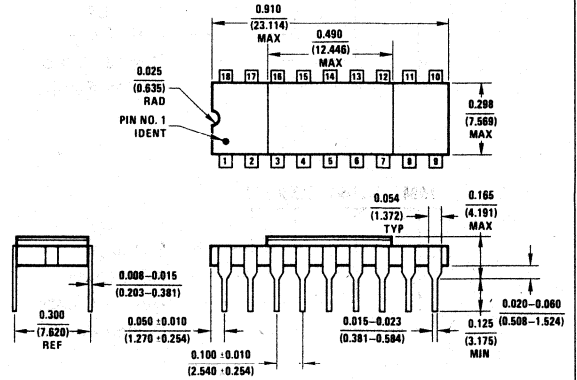 0.910
(23.114)
MAX
0.490
(12.446)
MAX
0.025
(0.635)
RAD
18 17 16 15 14 13 12 11 10
PIN NO. 1
IDENT
0.298
(7.569)
MAX
1 2 3 4 5 6 7 8 9
0.054
(1.372)
TYP
0.165
(4.191)
MAX
0.008–0.015
(0.203–0.381)
0.300
(7.620)
REF
0.050 ±0.010
(1.270 ±0.254)
0.100 ±0.010
(2.540 ±0.254)
0.015–0.023
(0.381–0.584)
0.125
(3.175)
MIN
0.020–0.060
(0.508–1.524)